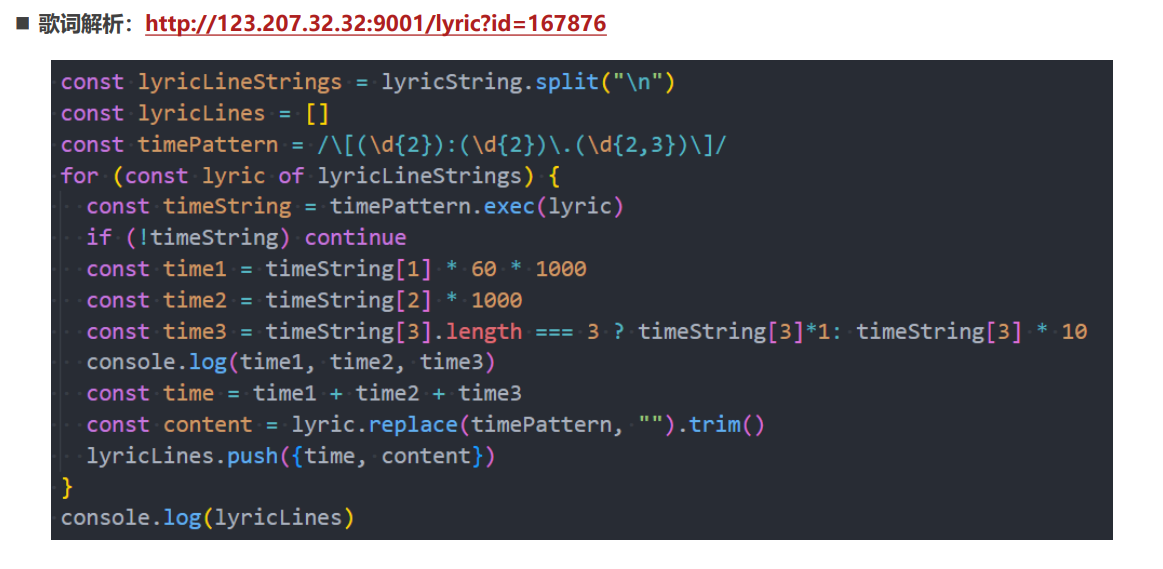 ■ 歌词解析：http://123.207.32.32:9001/lyric?id=167876
const lyricLineStrings = lyricString.split("\n")
const lyricLines = []
const timePattern = /\[(\d{2}):(\d{2})\.(\d{2,3})\]/
for (const lyric of lyricLineStrings) {
  const timeString = timePattern.exec(lyric)
  if (!timeString) continue
  const time1 = timeString[1] * 60 * 1000
  const time2 = timeString[2] * 1000
  const time3 = timeString[3].length === 3 ? timeString[3]*1: timeString[3] * 10
  console.log(time1, time2, time3)
  const time = time1 + time2 + time3
  const content = lyric.replace(timePattern, "").trim()
  lyricLines.push({time, content})
}
console.log(lyricLines)